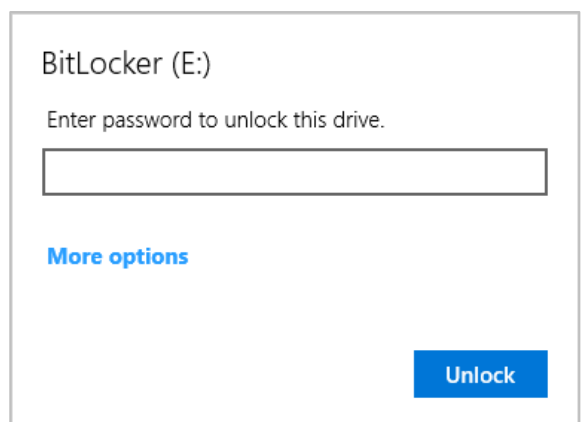 BitLocker (E:)
Enter password to unlock this drive.
More options
Unlock